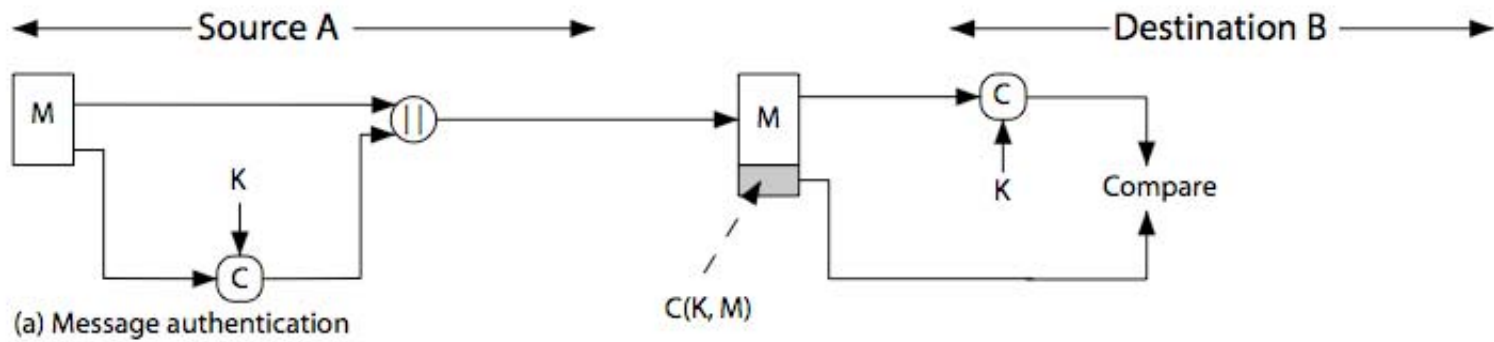 Source A
Destination B
M
||
M
C
K
K
Compare
C
C(K, M)
(a) Message authentication